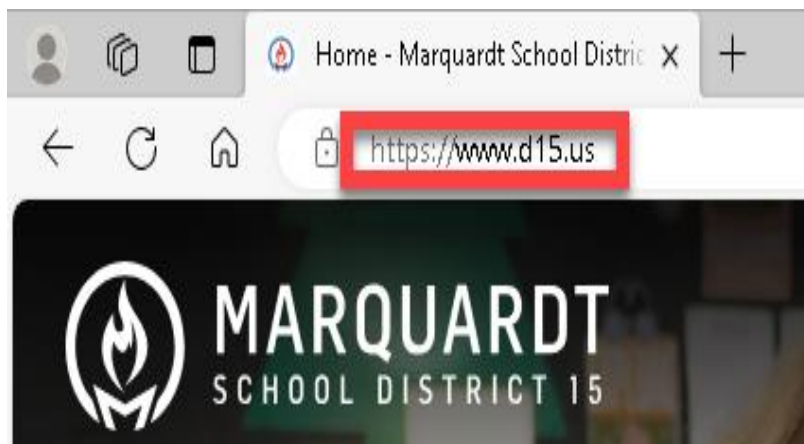 Home - Marquardt School Distric
https://www.d15.us
MARQUARDT
SCHOOL DISTRICT 15